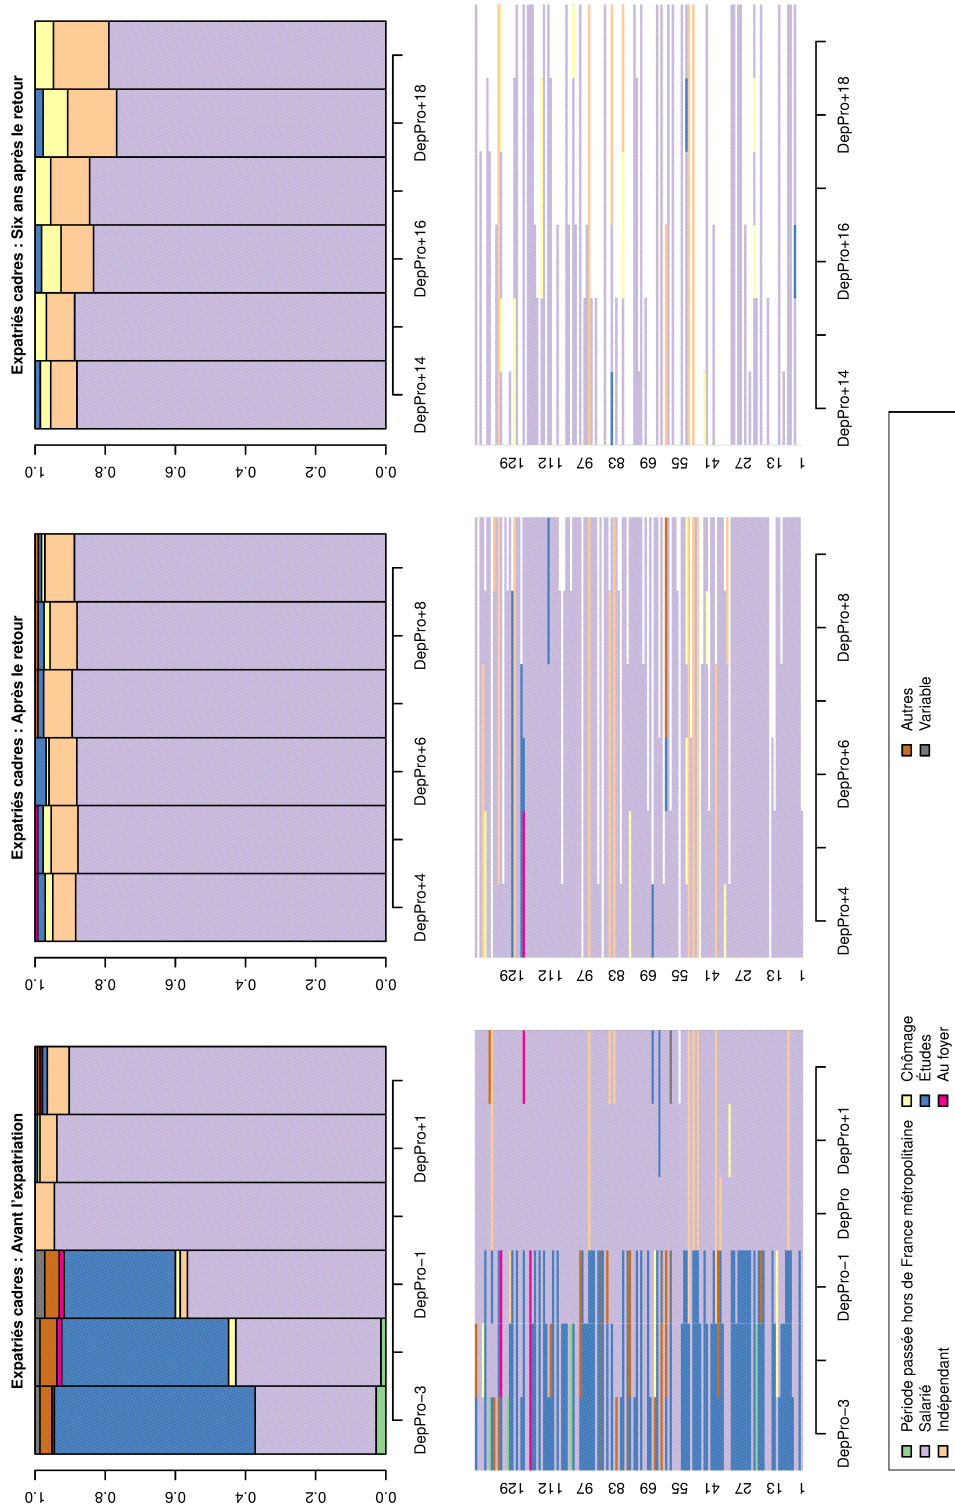 Expatriés cadres : Avant l'expatriation
0.0
0.2
0.4
0.6
0.8
1.0
DepPro−3
DepPro−1
DepPro+1
Expatriés cadres : Après le retour
0.0
0.2
0.4
0.6
0.8
1.0
DepPro+4
DepPro+6
DepPro+8
Expatriés cadres : Six ans après le retour
0.0
0.2
0.4
0.6
0.8
1.0
DepPro+14
DepPro+16
DepPro+18
1
13
27
41
55
69
83
97
112
129
DepPro−3
DepPro−1
DepPro
DepPro+1
1
13
27
41
55
69
83
97
112
129
DepPro+4
DepPro+6
DepPro+8
1
13
27
41
55
69
83
97
112
129
DepPro+14
DepPro+16
DepPro+18
Période passée hors de France métropolitaine
Salarié
Indépendant
Chômage
Études
Au foyer
Autres
Variable